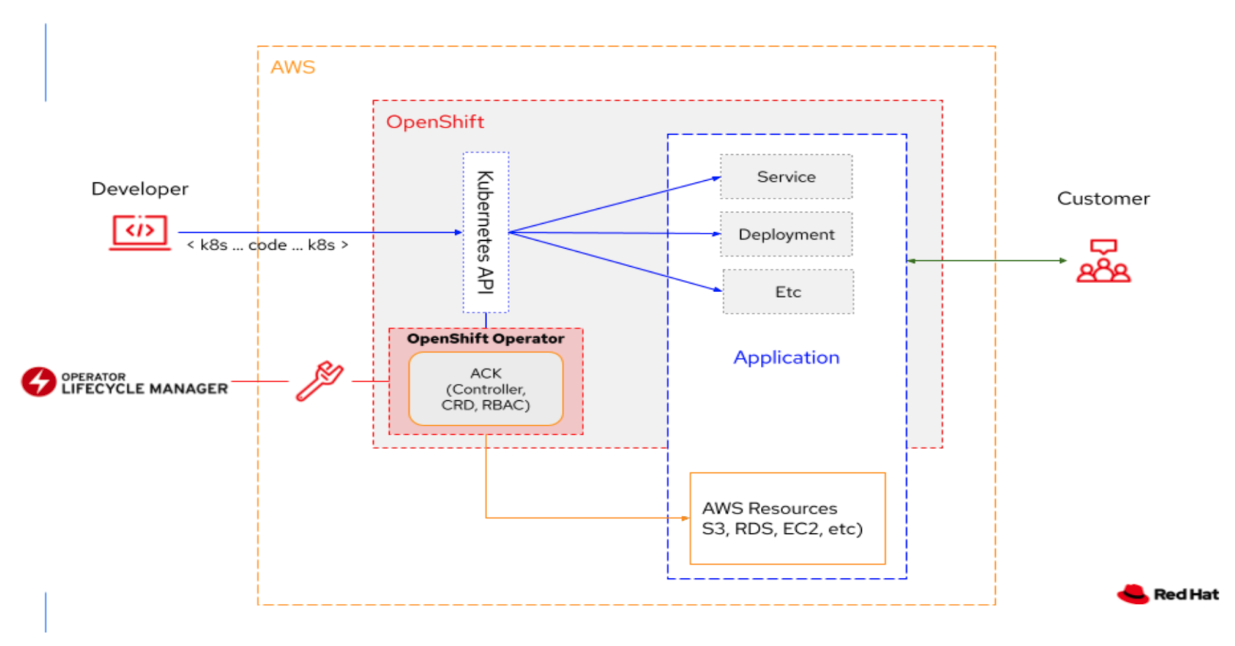 AWS
OpenShift
Kubernetes API
Service
Developer
Customer
</>
< k8s ... code ... k8s >
Deployment
Etc
OpenShift Operator
Application
OPERATOR
LIFECYCLE MANAGER
ACK
(Controller,
CRD, RBAC)
AWS Resources
S3, RDS, EC2, etc)
Red Hat